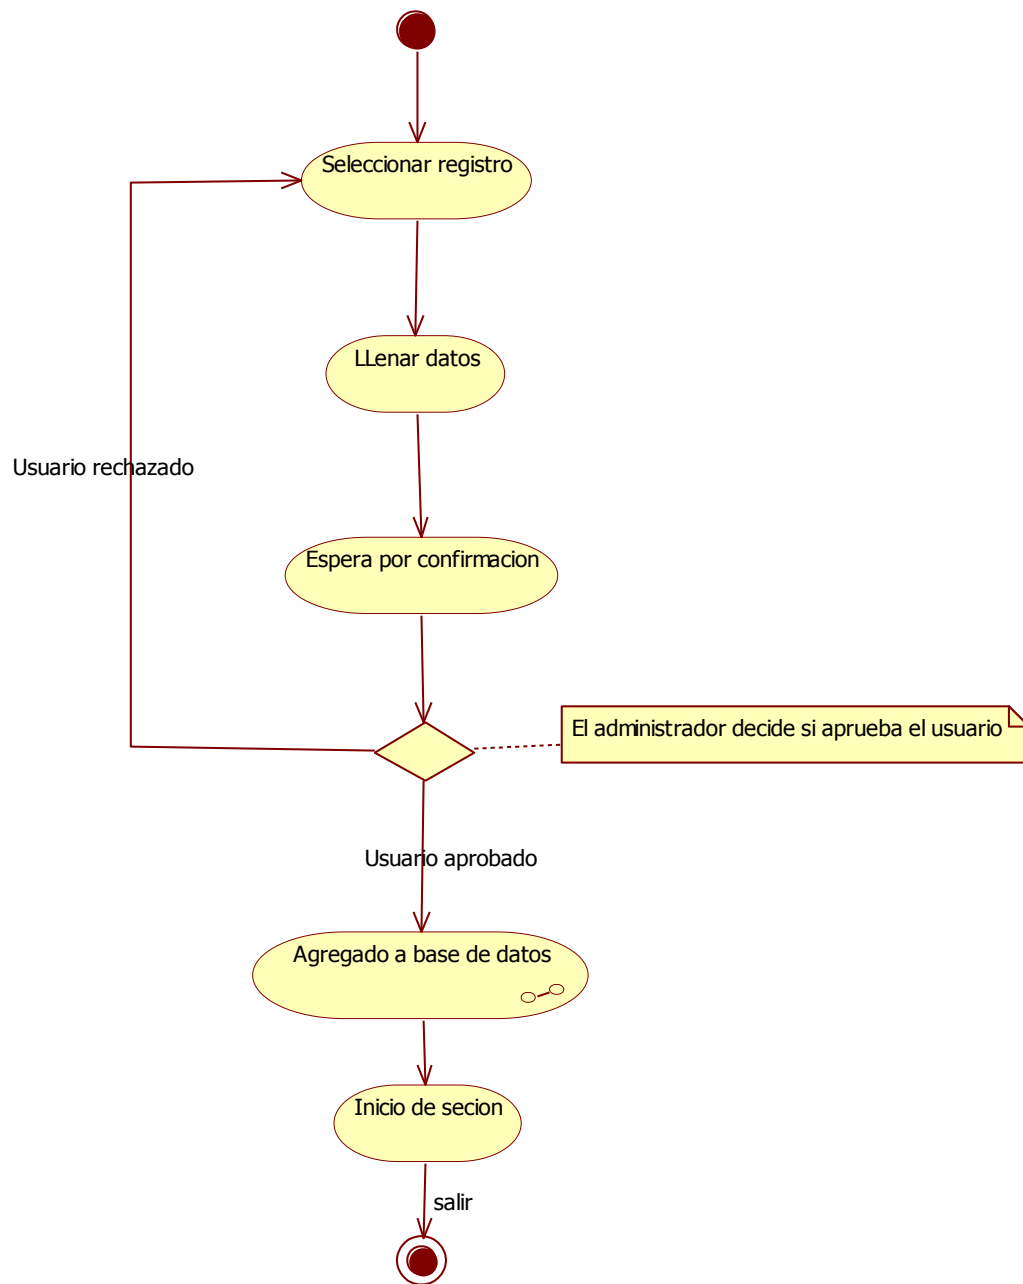 Seleccionar registro
LLenar datos
Usuario rechazado
Espera por confirmacion
El administrador decide si aprueba el usuario
Usuario aprobado
Agregado a base de datos
Inicio de secion
salir